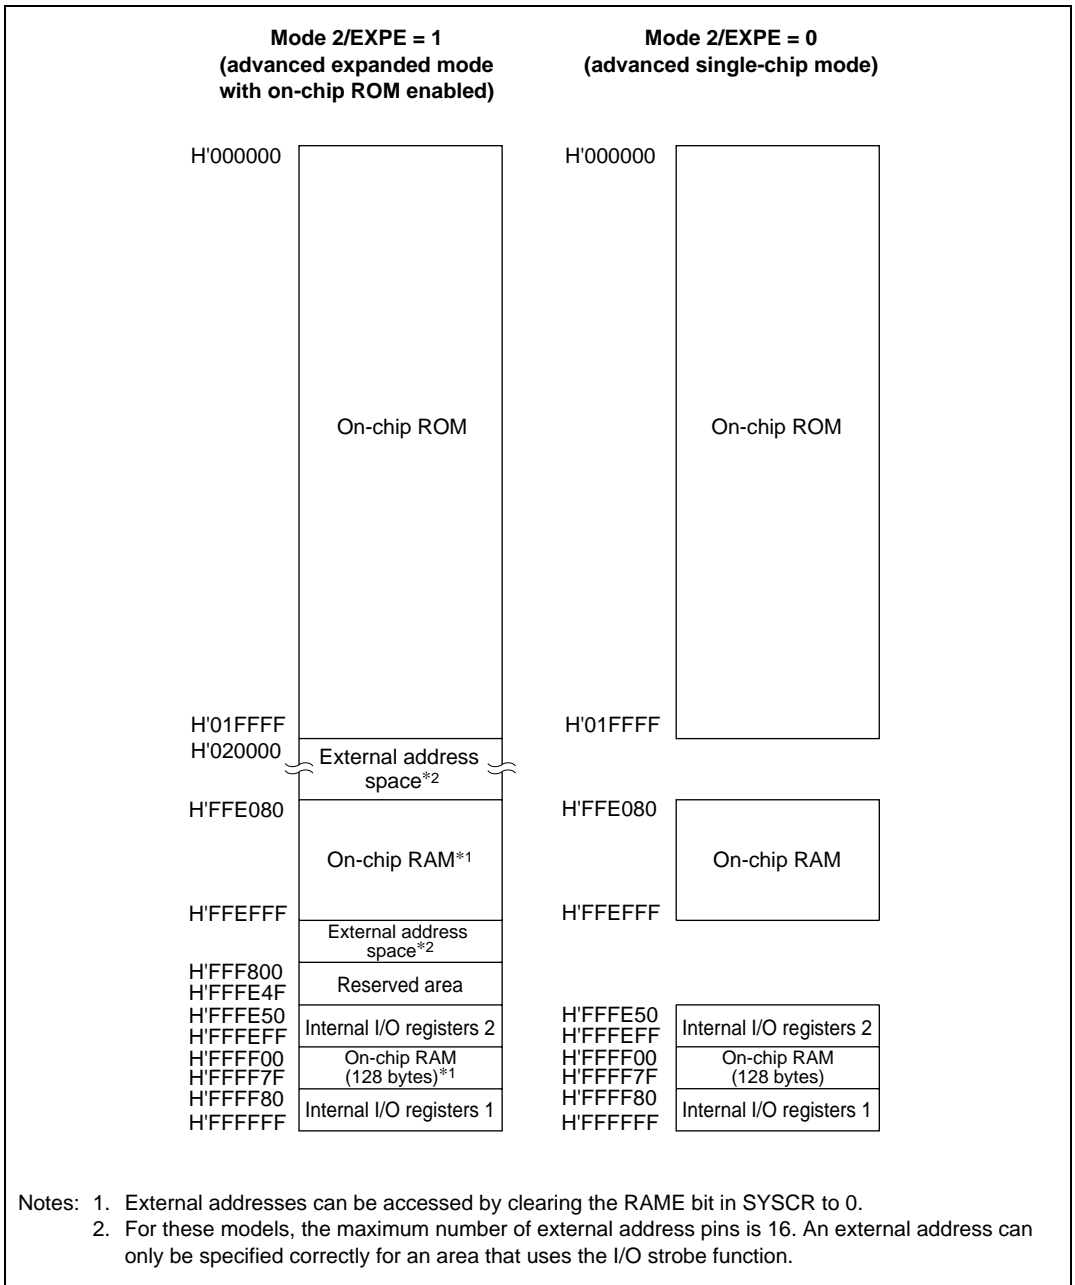 Mode 2/EXPE = 1
(advanced expanded mode
with on-chip ROM enabled)
Mode 2/EXPE = 0
(advanced single-chip mode)
H'000000
On-chip ROM
H'01FFFF
H'020000
External address
space*2
H'FFE080
On-chip RAM*1
H'FFEFFF
External address
space*2
H'FFF800
H'FFFE4F
Reserved area
H'FFFE50
H'FFFEFF
Internal I/O registers 2
H'FFFF00
H'FFFF7F
On-chip RAM
(128 bytes)*1
H'FFFF80
H'FFFFFF
Internal I/O registers 1
H'000000
On-chip ROM
H'01FFFF
H'FFE080
On-chip RAM
H'FFEFFF
H'FFFE50
H'FFFEFF
Internal I/O registers 2
H'FFFF00
H'FFFF7F
On-chip RAM
(128 bytes)
H'FFFF80
H'FFFFFF
Internal I/O registers 1
Notes: 1. External addresses can be accessed by clearing the RAME bit in SYSCR to 0.
2. For these models, the maximum number of external address pins is 16. An external address can
only be specified correctly for an area that uses the I/O strobe function.